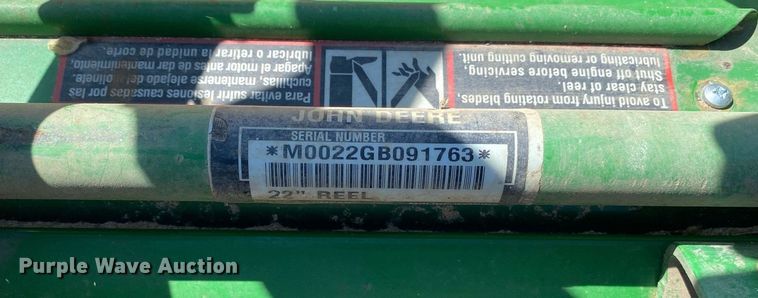 To avoid injury from rotating blades,
stay clear of reel.
Shut off engine before servicing,
lubricating or removing cutting unit.
Para evitar sufrir lesiones causadas por las
cuchillas, mantenerse alejado del molinete.
Apagar el motor antes de dar mantenimiento,
lubricar o retirar la unidad de corte.
JOHN DEERE
SERIAL NUMBER
*M0022GB091763*
22" REEL
Purple Wave Auction